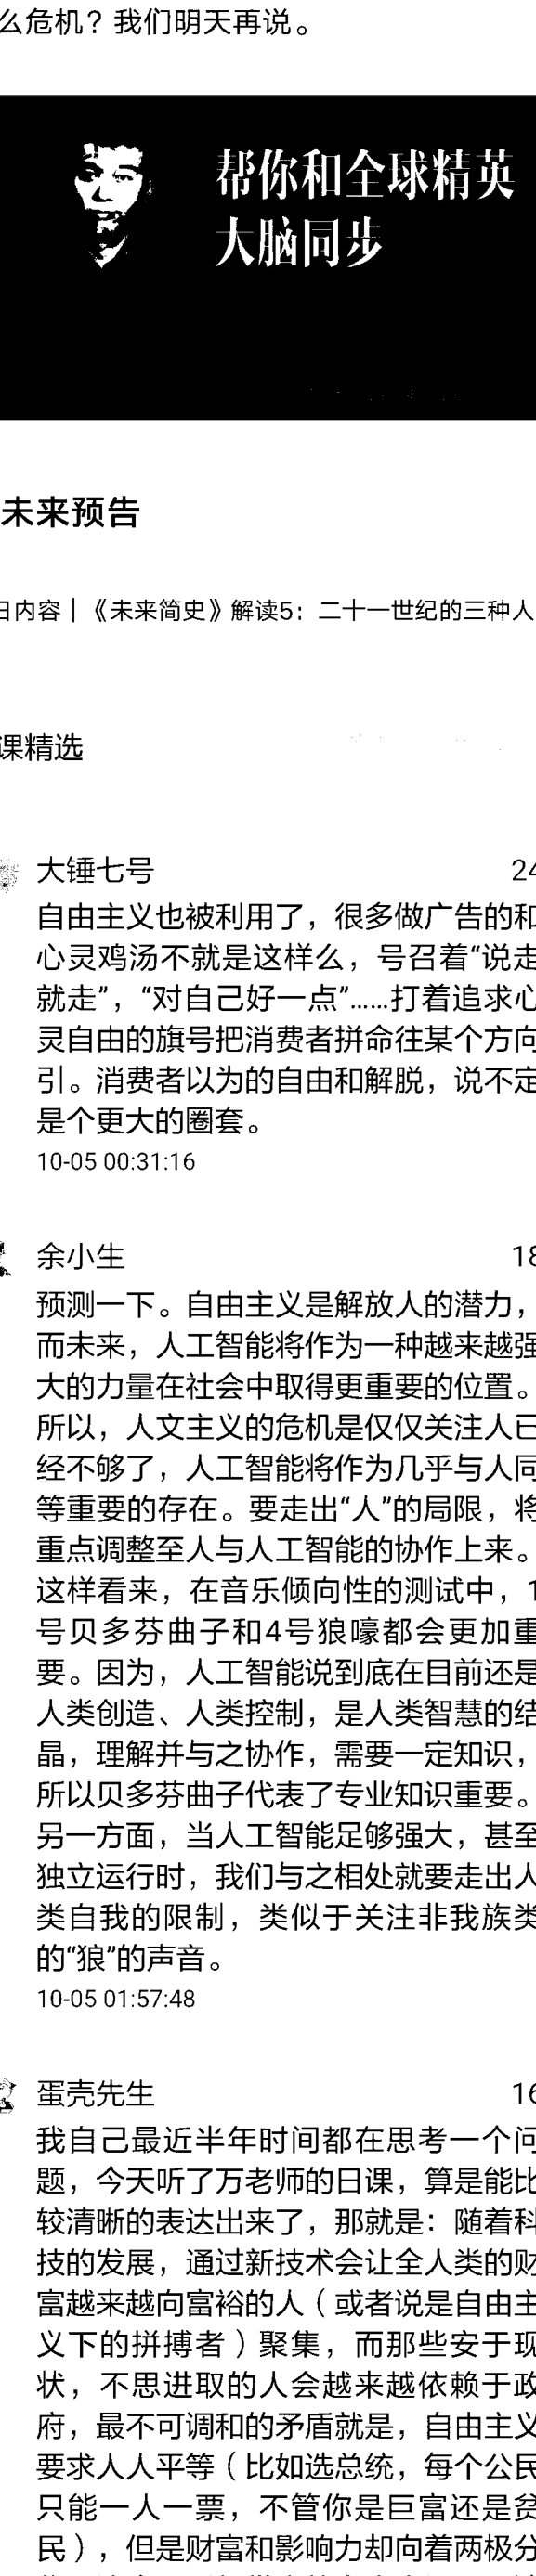 么危机？我们明天再说。
帮你和全球精英
大脑同步
未来预告
日内容｜《未来简史》解读5：二十一世纪的三种人
课精选
大锤七号 24
自由主义也被利用了，很多做广告的和
心灵鸡汤不就是这样么，号召着“说走
就走”，“对自己好一点”……打着追求心
灵自由的旗号把消费者拼命往某个方向
引。消费者以为的自由和解脱，说不定
是个更大的圈套。
10-05 00:31:16
余小生 18
预测一下。自由主义是解放人的潜力，
而未来，人工智能将作为一种越来越强
大的力量在社会中取得更重要的位置。
所以，人文主义的危机是仅仅关注人已
经不够了，人工智能将作为几乎与人同
等重要的存在。要走出“人”的局限，将
重点调整至人与人工智能的协作上来。
这样看来，在音乐倾向性的测试中，1
号贝多芬曲子和4号狼嚎都会更加重
要。因为，人工智能说到底在目前还是
人类创造、人类控制，是人类智慧的结
晶，理解并与之协作，需要一定知识，
所以贝多芬曲子代表了专业知识重要。
另一方面，当人工智能足够强大，甚至
独立运行时，我们与之相处就要走出人
类自我的限制，类似于关注非我族类
的“狼”的声音。
10-05 01:57:48
蛋壳先生 16
我自己最近半年时间都在思考一个问
题，今天听了万老师的日课，算是能比
较清晰的表达出来了，那就是：随着科
技的发展，通过新技术会让全人类的财
富越来越向富裕的人（或者说是自由主
义下的拼搏者）聚集，而那些安于现
状，不思进取的人会越来越依赖于政
府，最不可调和的矛盾就是，自由主义
要求人人平等（比如选总统，每个公民
只能一人一票，不管你是巨富还是贫
民），但是财富和影响力却向着两极分